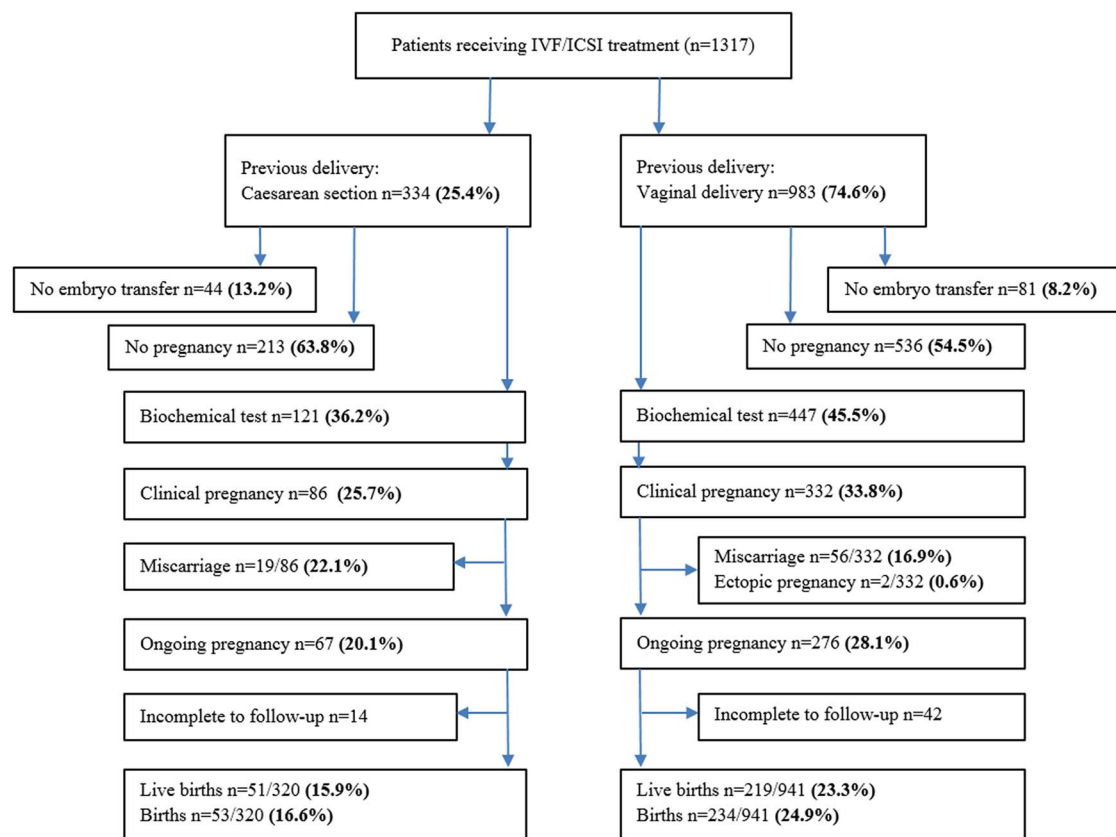 Patients receiving IVF/ICSI treatment (n=1317)
Previous delivery:
Caesarean section n=334 (25.4%)
Previous delivery:
Vaginal delivery n=983 (74.6%)
No embryo transfer n=44 (13.2%)
No embryo transfer n=81 (8.2%)
No pregnancy n=213 (63.8%)
No pregnancy n=536 (54.5%)
Biochemical test n=121 (36.2%)
Biochemical test n=447 (45.5%)
Clinical pregnancy n=86 (25.7%)
Clinical pregnancy n=332 (33.8%)
Miscarriage n=19/86 (22.1%)
Miscarriage n=56/332 (16.9%)
Ectopic pregnancy n=2/332 (0.6%)
Ongoing pregnancy n=67 (20.1%)
Ongoing pregnancy n=276 (28.1%)
Incomplete to follow-up n=14
Incomplete to follow-up n=42
Live births n=51/320 (15.9%)
Births n=53/320 (16.6%)
Live births n=219/941 (23.3%)
Births n=234/941 (24.9%)